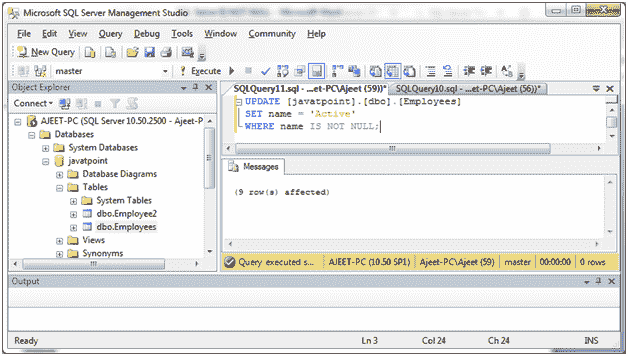 Microsoft SQL Server Management Studio
File Edit View Query Debug Tools Window Community Help
New Query
master Execute
Object Explorer
Connect
AJEET-PC (SQL Server 10.50.2500 - Ajeet-P
Databases
System Databases
javatpoint
Database Diagrams
Tables
System Tables
dbo.Employee2
dbo.Employees
Views
Synonyms
SQLQuery11.sql - ...et-PC\Ajeet (59))* SQLQuery10.sql - ...et-PC\Ajeet (56))*
UPDATE [javatpoint].[dbo].[Employees]
SET name = 'Active'
WHERE name IS NOT NULL;
Messages
(9 row(s) affected)
Query executed s... AJEET-PC (10.50 SP1) Ajeet-PC\Ajeet (59) master 00:00:00 0 rows
Output
Ready Ln 3 Col 24 Ch 24 INS